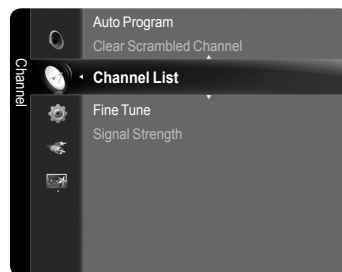 Channel
Auto Program
Clear Scrambled Channel
Channel List
Fine Tune
Signal Strength